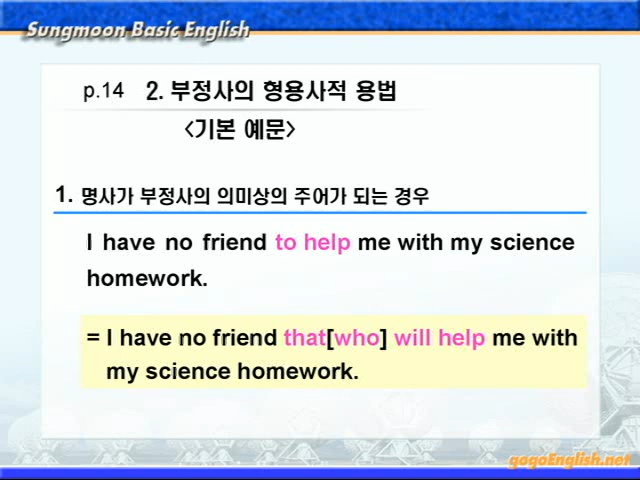 Sungmoon Basic English
p.14 2. 부정사의 형용사적 용법
<기본 예문>
1. 명사가 부정사의 의미상의 주어가 되는 경우
I have no friend to help me with my science
homework.
= I have no friend that[who] will help me with
my science homework.
gogoEnglish.net